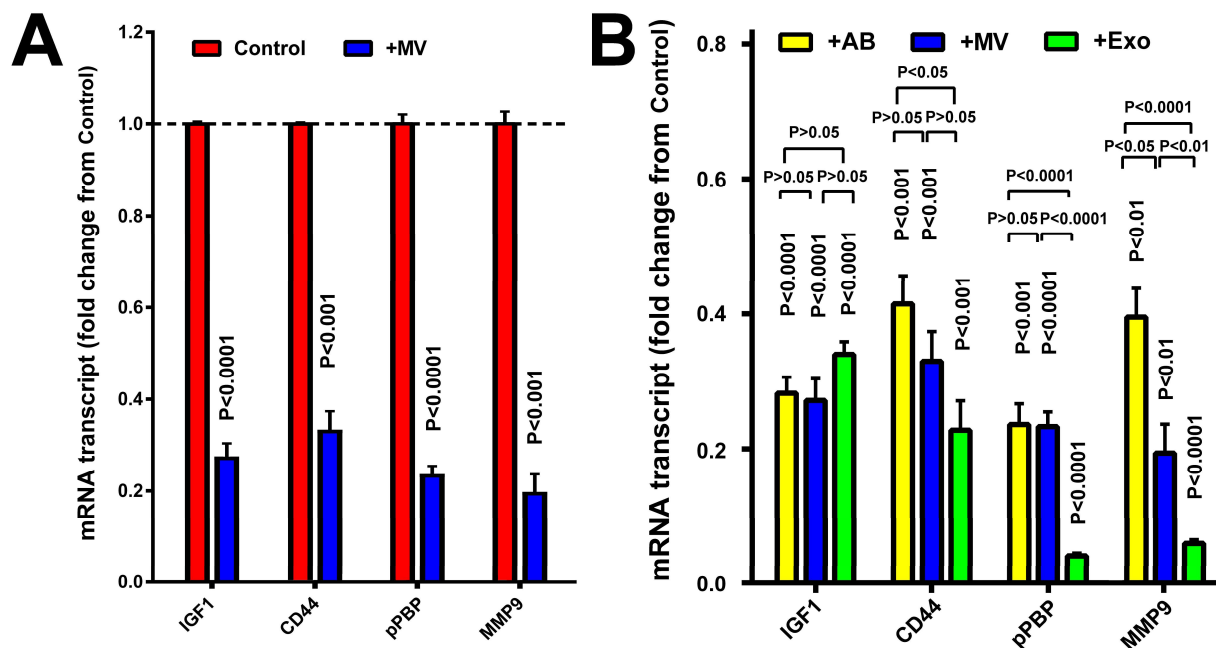 A
mRNA transcript (fold change from Control)
1.2
1.0
0.8
0.6
0.4
0.2
0.0
Control
+MV
P<0.0001
P<0.001
P<0.0001
P<0.001
IGF1
CD44
pPBP
MMP9
B
mRNA transcript (fold change from Control)
0.8
0.6
0.4
0.2
0.0
+AB
+MV
+Exo
P>0.05
P>0.05
P>0.05
P<0.0001
P<0.0001
P<0.0001
P<0.05
P>0.05
P>0.05
P<0.001
P<0.001
P<0.001
P<0.0001
P>0.05
P<0.0001
P<0.001
P<0.0001
P<0.0001
P<0.0001
P<0.05
P<0.01
P<0.01
P<0.01
P<0.0001
IGF1
CD44
pPBP
MMP9